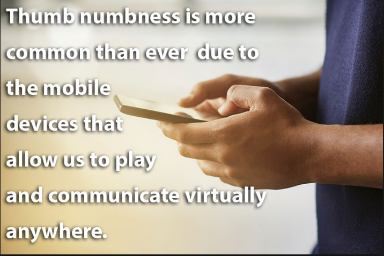 Thumb numbness is more
common than ever  due to
the mobile
devices that
allow us to play
and communicate virtually
anywhere.